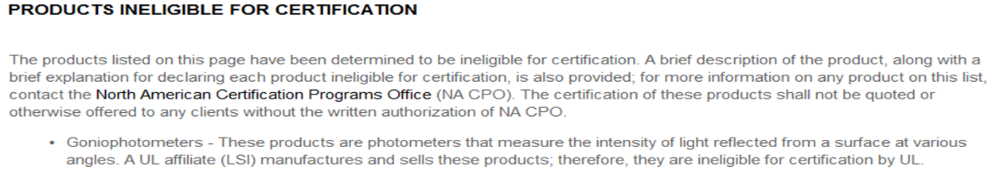 PRODUCTS INELIGIBLE FOR CERTIFICATION
The products listed on this page have been determined to be ineligible for certification. A brief description of the product, along with a
brief explanation for declaring each product ineligible for certification, is also provided; for more information on any product on this list,
contact the North American Certification Programs Office (NA CPO). The certification of these products shall not be quoted or
otherwise offered to any clients without the written authorization of NA CPO.
• Goniophotometers - These products are photometers that measure the intensity of light reflected from a surface at various
angles. A UL affiliate (LSI) manufactures and sells these products; therefore, they are ineligible for certification by UL.